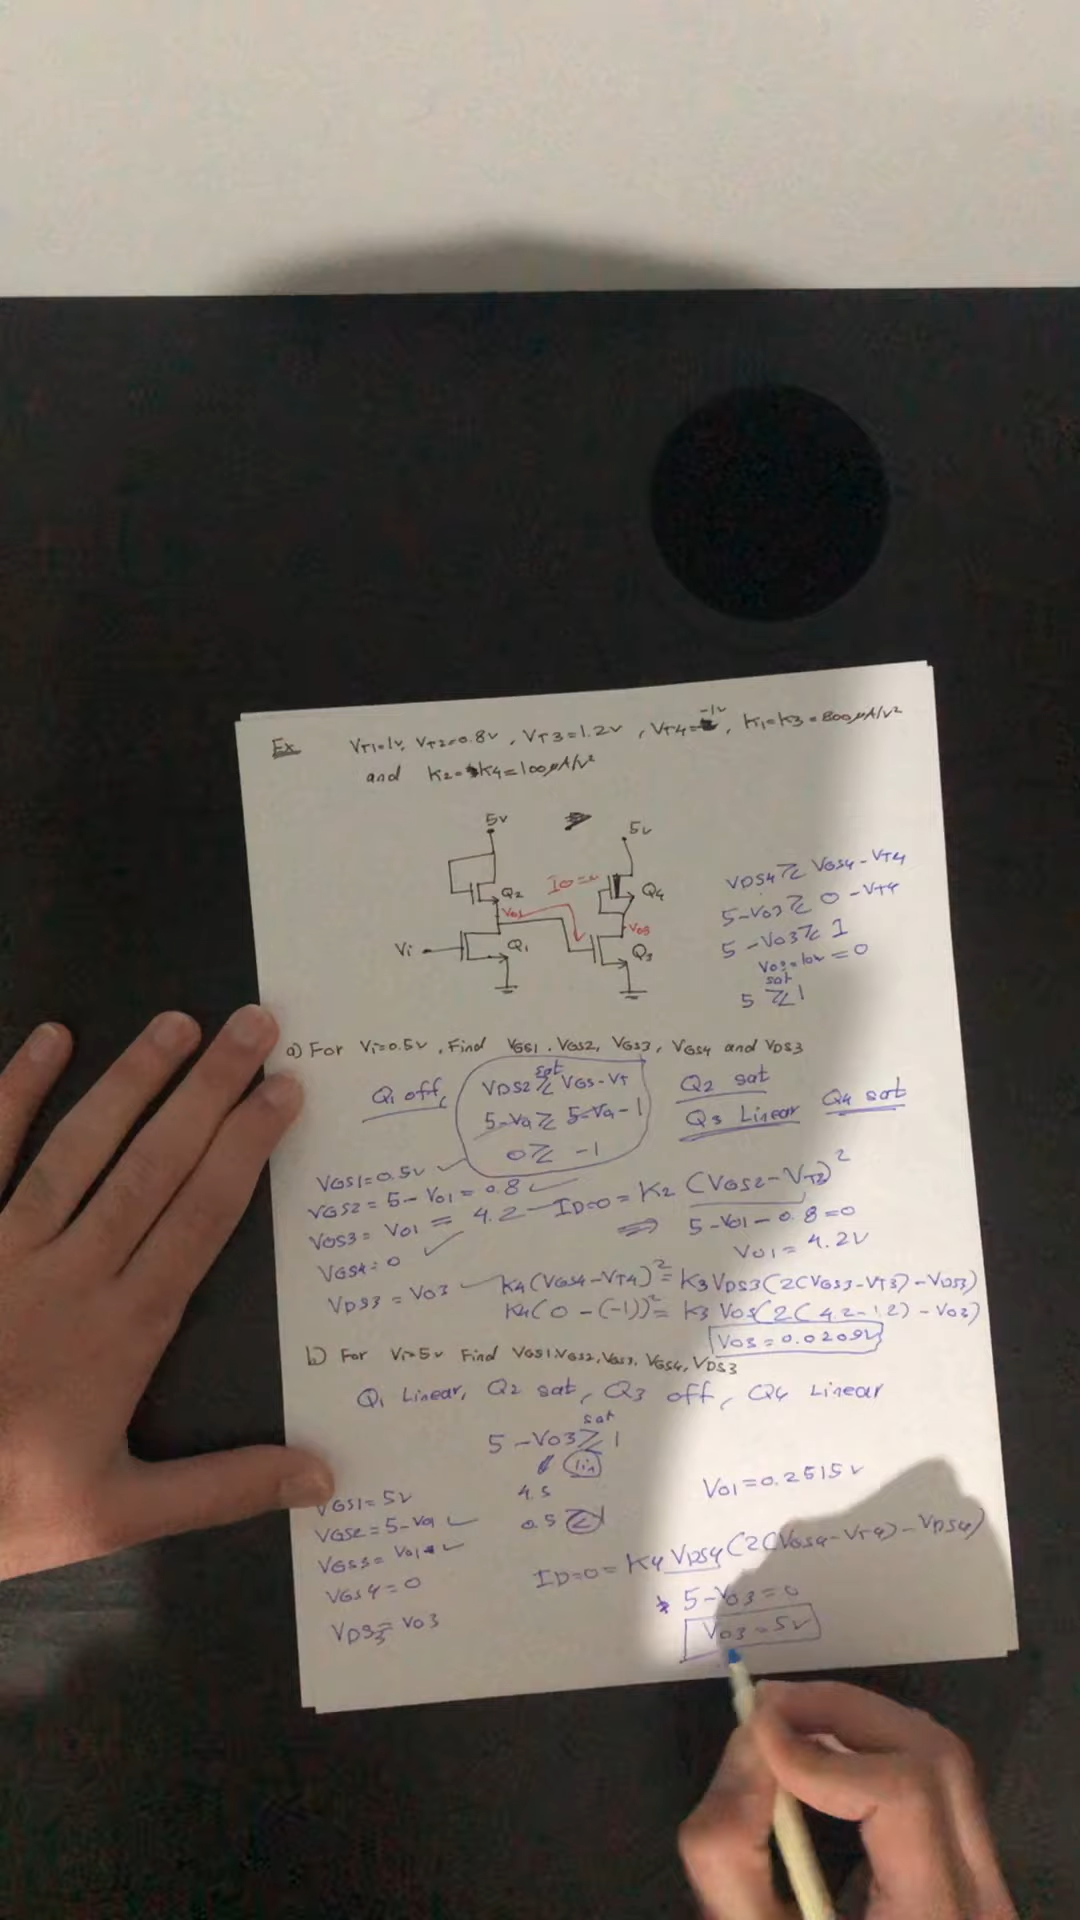 Ex VT1=1v, VT2=0.8v, VT3=1.2v, VT4=-1v, K1=K3=800µA/v²
and K2=K4=100µA/v²
5v
5v
Q2
IO=
Q4
VO1
VO3
Vi
Q1
Q3
VDS4 ≥ VGS4-VT4
5-VO3 ≥ 0-VT4
5-VO3 ≥ 1
VO3=low=0
sat
5 ≥ 1
a) For Vi=0.5v, Find VGS1, VGS2, VGS3, VGS4 and VDS3
Q1 off,
sat
VDS2 ≥ VGS-VT
5-Va ≥ 5-Va-1
0 ≥ -1
Q2 sat
Q3 Linear
Q4 sat
VGS1=0.5v
VGS2=5-VO1=0.8
VGS3=VO1=4.2
VGS4=0
VDS3=VO3
ID=0=K2(VGS2-VT2)²
⇒ 5-VO1-0.8=0
VO1=4.2V
K4(VGS4-VT4)²=K3VDS3(2(VGS3-VT3)-VDS3)
K4(0-(-1))²=K3 VO3(2(4.2-1.2)-VO3)
VO3=0.0209V
b) For Vi=5v Find VGS1,VGS2,VGS3,VGS4,VDS3
Q1 Linear, Q2 sat, Q3 off, Q4 Linear
sat
5-VO3 ≥ 1
lin
4.5
0.5
VO1=0.2515v
VGS1=5v
VGS2=5-Va
VGS3=VO1
VGS4=0
VDS3=VO3
ID=0=K4VDS4(2(VGS4-VT4)-VDS4)
5-VO3=0
VO3=5v